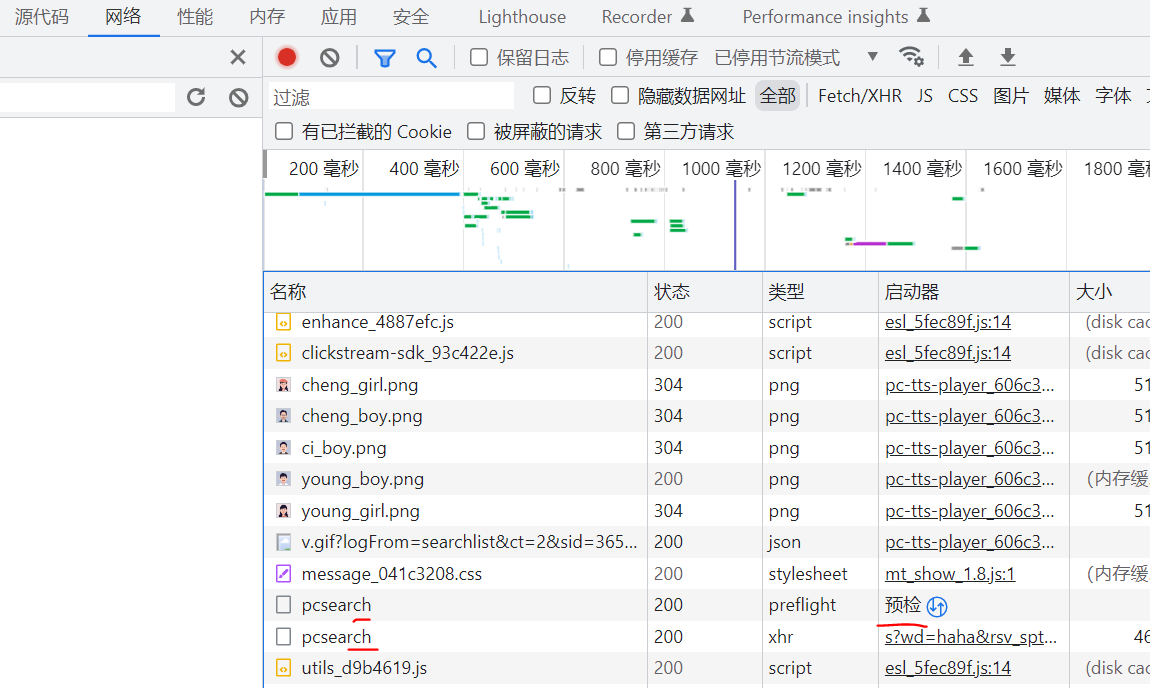 源代码 网络 性能 内存 应用 安全 Lighthouse Recorder Performance insights
保留日志 停用缓存 已停用节流模式
过滤 反转 隐藏数据网址 全部 Fetch/XHR JS CSS 图片 媒体 字体
有已拦截的 Cookie 被屏蔽的请求 第三方请求
200 毫秒 400 毫秒 600 毫秒 800 毫秒 1000 毫秒 1200 毫秒 1400 毫秒 1600 毫秒 1800 毫秒
名称 状态 类型 启动器 大小
enhance_4887efc.js 200 script esl_5fec89f.js:14 (disk cac
clickstream-sdk_93c422e.js 200 script esl_5fec89f.js:14 (disk cac
cheng_girl.png 304 png pc-tts-player_606c3... 51
cheng_boy.png 304 png pc-tts-player_606c3... 51
ci_boy.png 304 png pc-tts-player_606c3... 51
young_boy.png 200 png pc-tts-player_606c3... (内存缓
young_girl.png 304 png pc-tts-player_606c3... 51
v.gif?logFrom=searchlist&ct=2&sid=365... 200 json pc-tts-player_606c3...
message_041c3208.css 200 stylesheet mt_show_1.8.js:1 (内存缓
pcsearch 200 preflight 预检
pcsearch 200 xhr s?wd=haha&rsv_spt... 46
utils_d9b4619.js 200 script esl_5fec89f.js:14 (disk cac